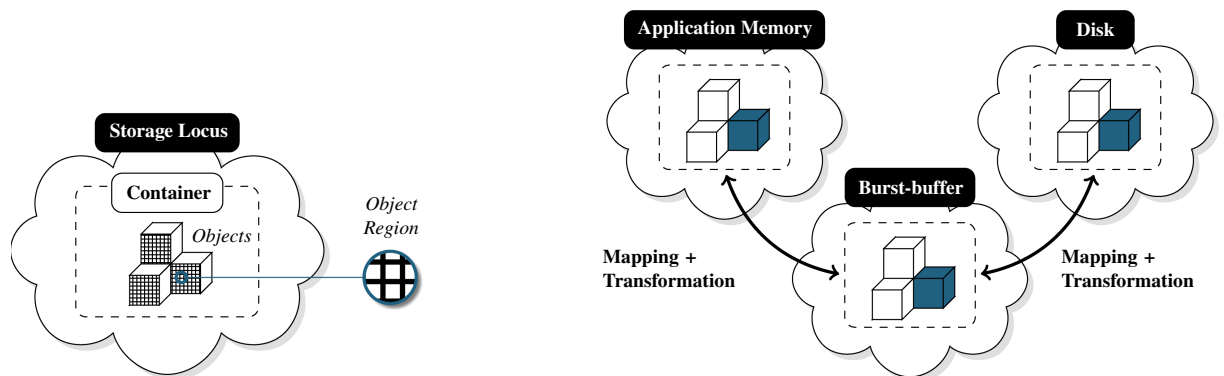 Storage Locus
Container
Objects
Object
Region
Application Memory
Disk
Burst-buffer
Mapping +
Transformation
Mapping +
Transformation